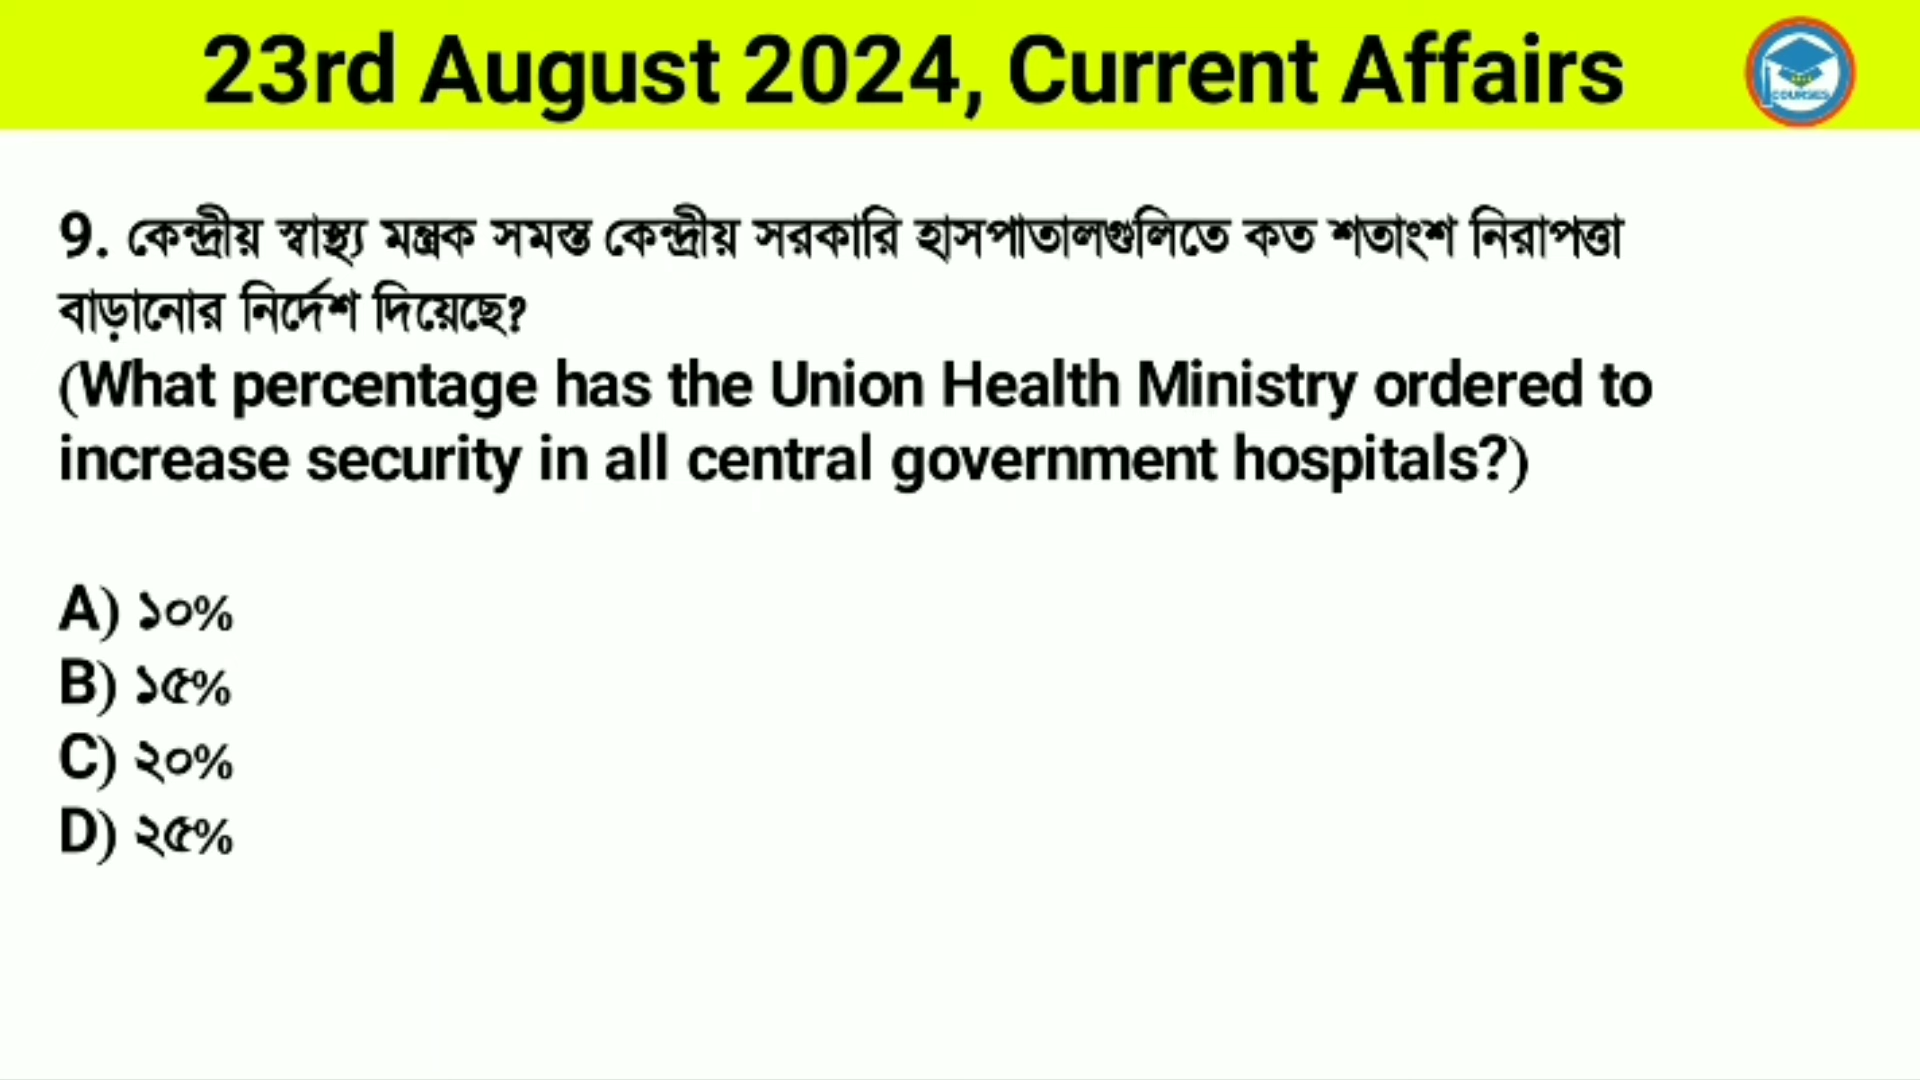 23rd August 2024, Current Affairs
COURSES
9. কেন্দ্রীয় স্বাস্থ্য মন্ত্রক সমস্ত কেন্দ্রীয় সরকারি হাসপাতালগুলিতে কত শতাংশ নিরাপত্তা
বাড়ানোর নির্দেশ দিয়েছে?
(What percentage has the Union Health Ministry ordered to
increase security in all central government hospitals?)
A) ১০%
B) ১৫%
C) ২০%
D) ২৫%